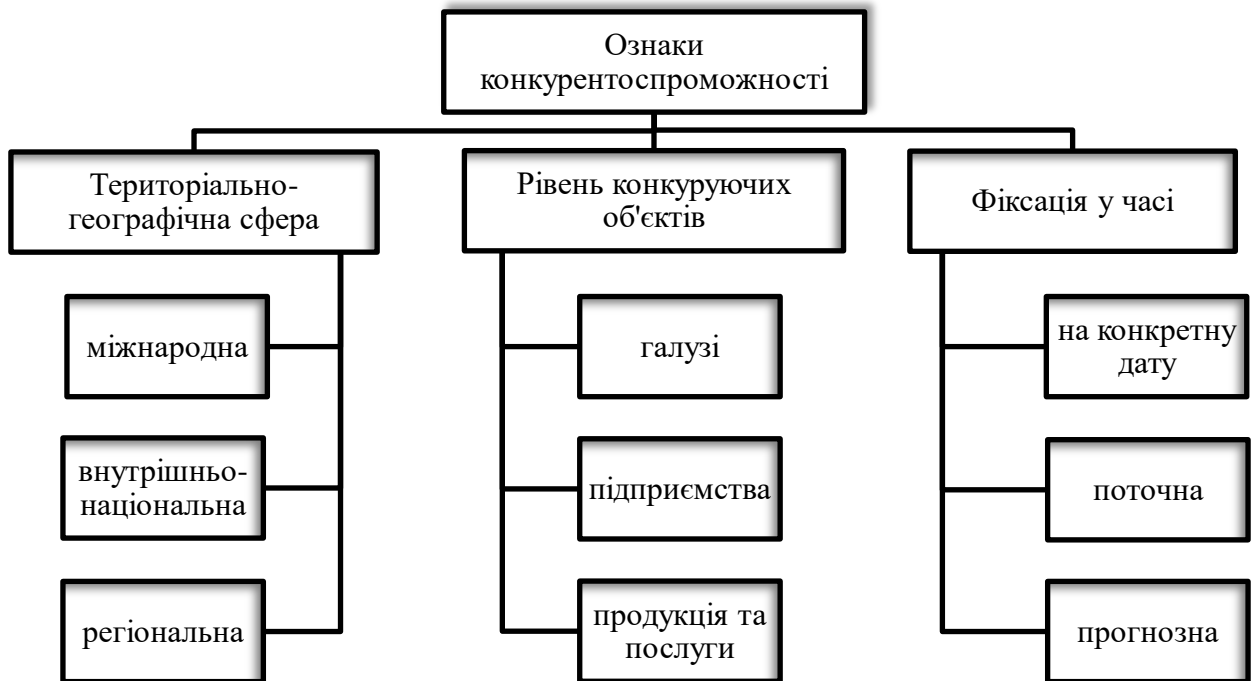 Ознаки
конкурентоспроможності
Територіально-
географічна сфера
міжнародна
внутрішньо-
національна
регіональна
Рівень конкуруючих
об'єктів
галузі
підприємства
продукція та
послуги
Фіксація у часі
на конкретну
дату
поточна
прогнозна